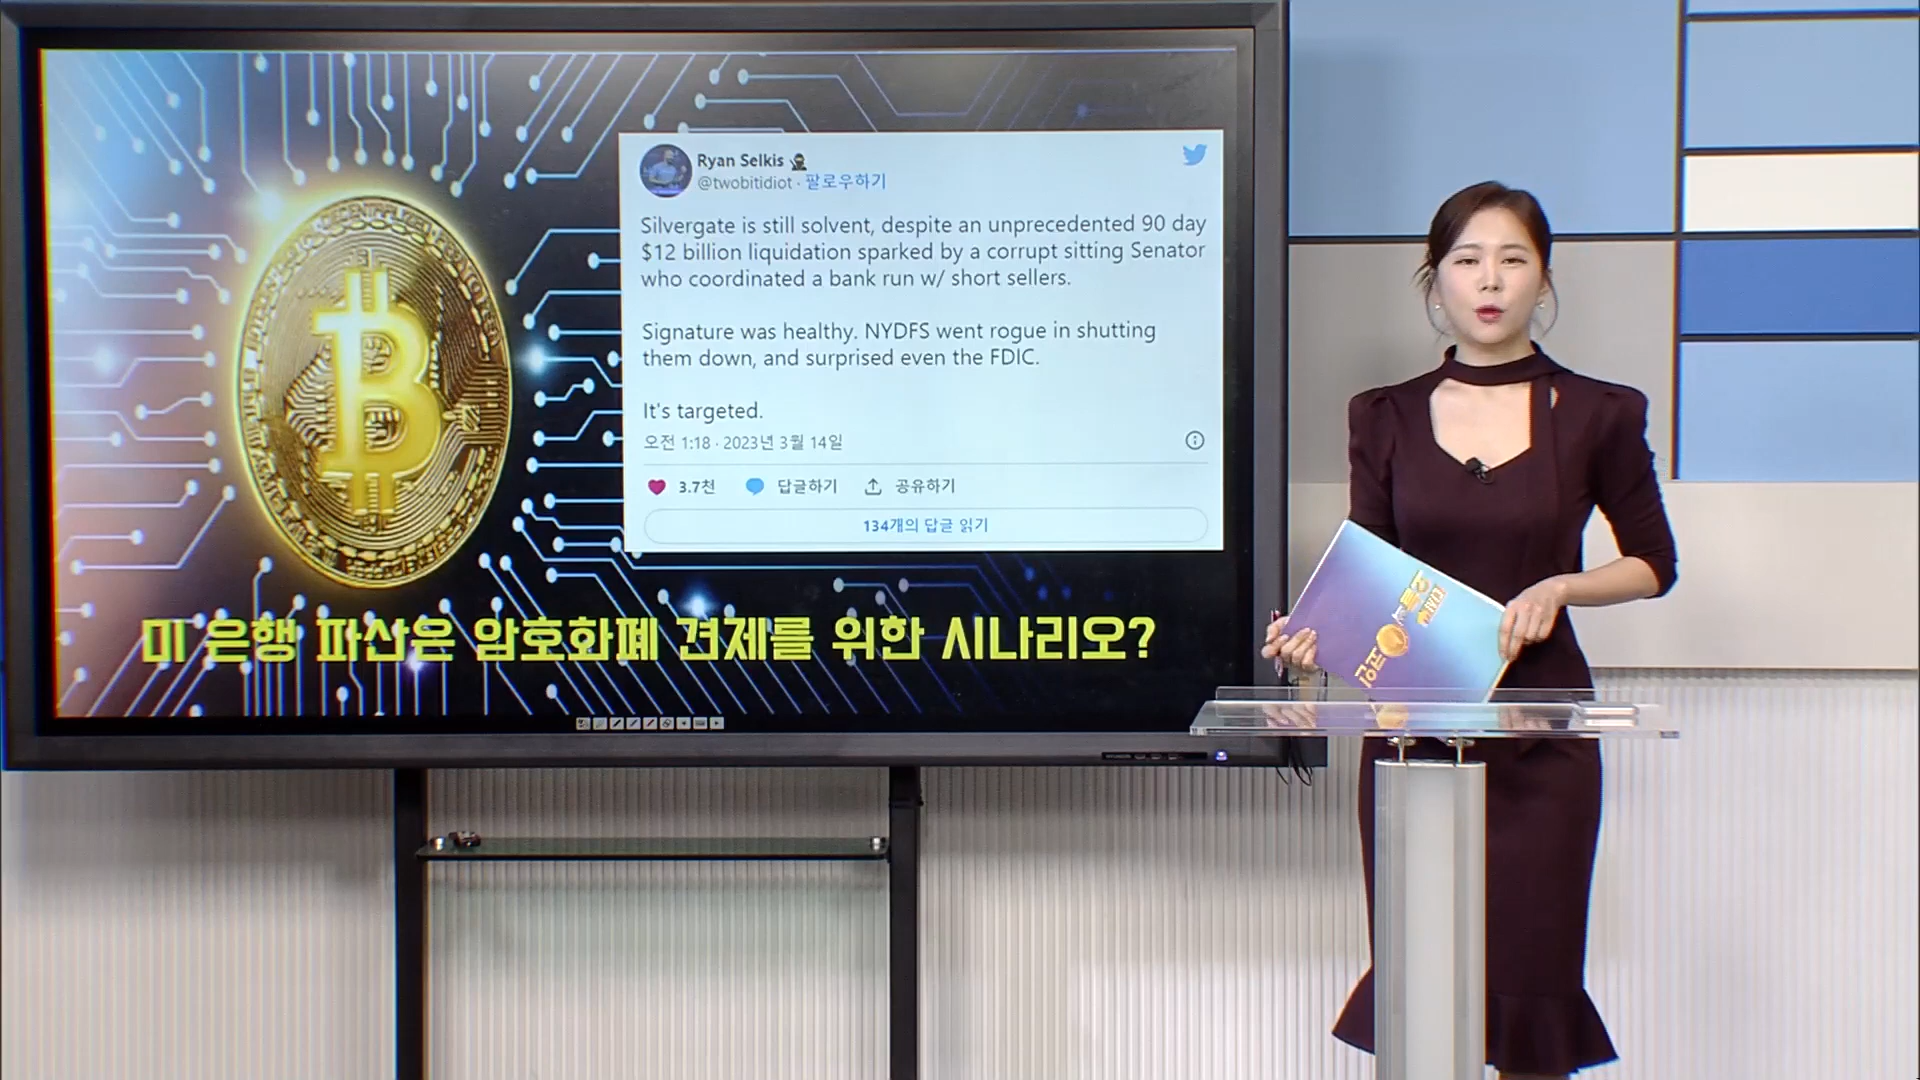 Ryan Selkis
@twobitidiot · 팔로우하기
Silvergate is still solvent, despite an unprecedented 90 day
$12 billion liquidation sparked by a corrupt sitting Senator
who coordinated a bank run w/ short sellers.
Signature was healthy. NYDFS went rogue in shutting
them down, and surprised even the FDIC.
It's targeted.
오전 1:18 · 2023년 3월 14일
3.7천 답글하기 공유하기
134개의 답글 읽기
미 은행 파산은 암호화폐 견제를 위한 시나리오?